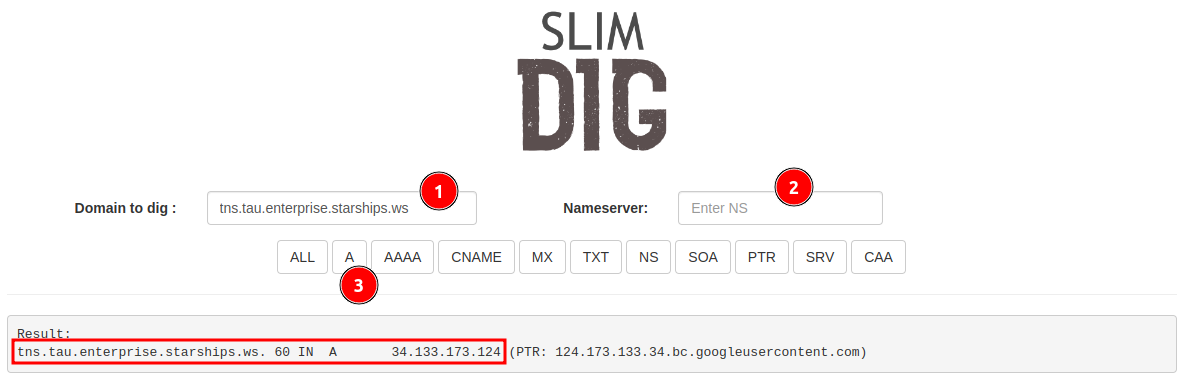 SLIM
DIG
1
2
Domain to dig : tns.tau.enterprise.starships.ws Nameserver: Enter NS
ALL A AAAA CNAME MX TXT NS SOA PTR SRV CAA
3
Result:
tns.tau.enterprise.starships.ws. 60 IN A 34.133.173.124 (PTR: 124.173.133.34.bc.googleusercontent.com)